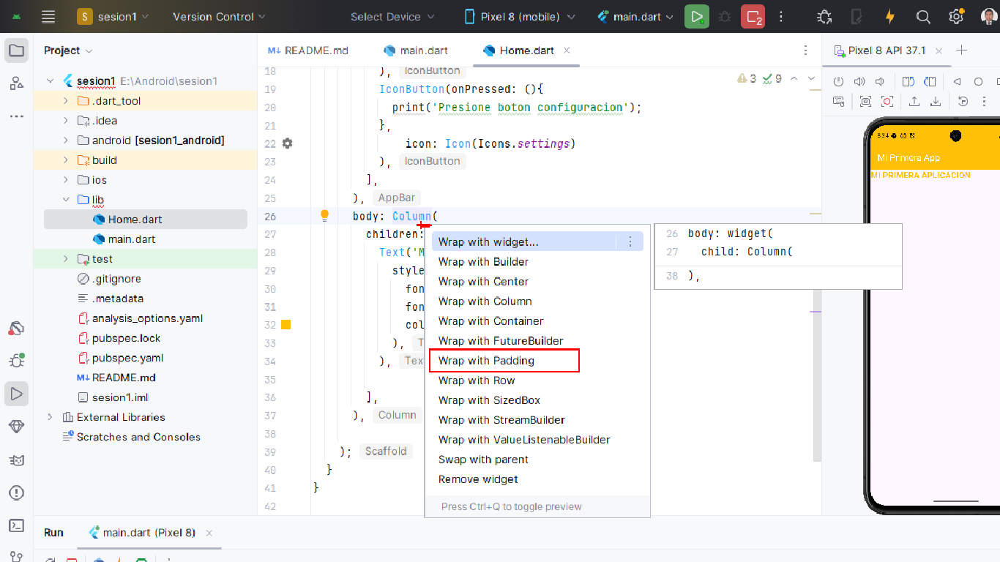 S sesion1 Version Control Select Device Pixel 8 (mobile) main.dart 2
Project
sesion1 E:\Android\sesion1
.dart_tool
.idea
android [sesion1_android]
build
ios
lib
Home.dart
main.dart
test
.gitignore
.metadata
analysis_options.yaml
pubspec.lock
pubspec.yaml
M↓ README.md
sesion1.iml
External Libraries
Scratches and Consoles
M↓ README.md main.dart Home.dart
3 9
18 ), IconButton
19 IconButton(onPressed: (){
20 print('Presione boton configuracion');
21 },
22 icon: Icon(Icons.settings)
23 ), IconButton
24 ],
25 ), AppBar
26 body: Column(
27 children:
28 Text('M
29 style
30 fon
31 fon
32 col
33 ), T
34 ), Text
35
36 ],
37 ), Column
38
39 ); Scaffold
40 }
41 }
42
Wrap with widget...
Wrap with Builder
Wrap with Center
Wrap with Column
Wrap with Container
Wrap with FutureBuilder
Wrap with Padding
Wrap with Row
Wrap with SizedBox
Wrap with StreamBuilder
Wrap with ValueListenableBuilder
Swap with parent
Remove widget
Press Ctrl+Q to toggle preview
26 body: widget(
27 child: Column(
38 ),
Pixel 8 API 37.1
Mi Primera App
MI PRIMERA APLICACION
Run main.dart (Pixel 8)